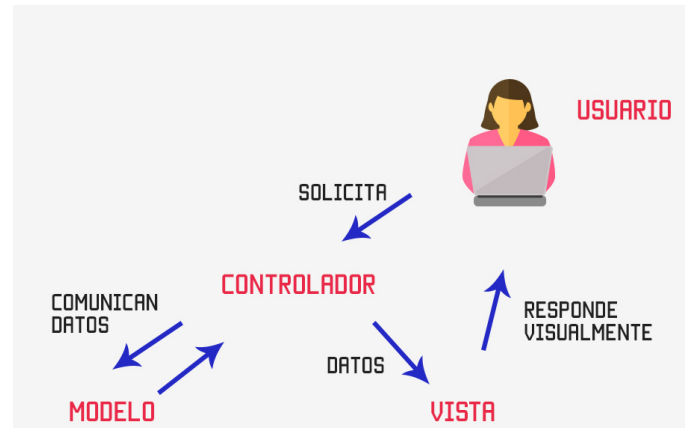 USUARIO
SOLICITA
CONTROLADOR
COMUNICAN
DATOS
RESPONDE
VISUALMENTE
DATOS
MODELO
VISTA